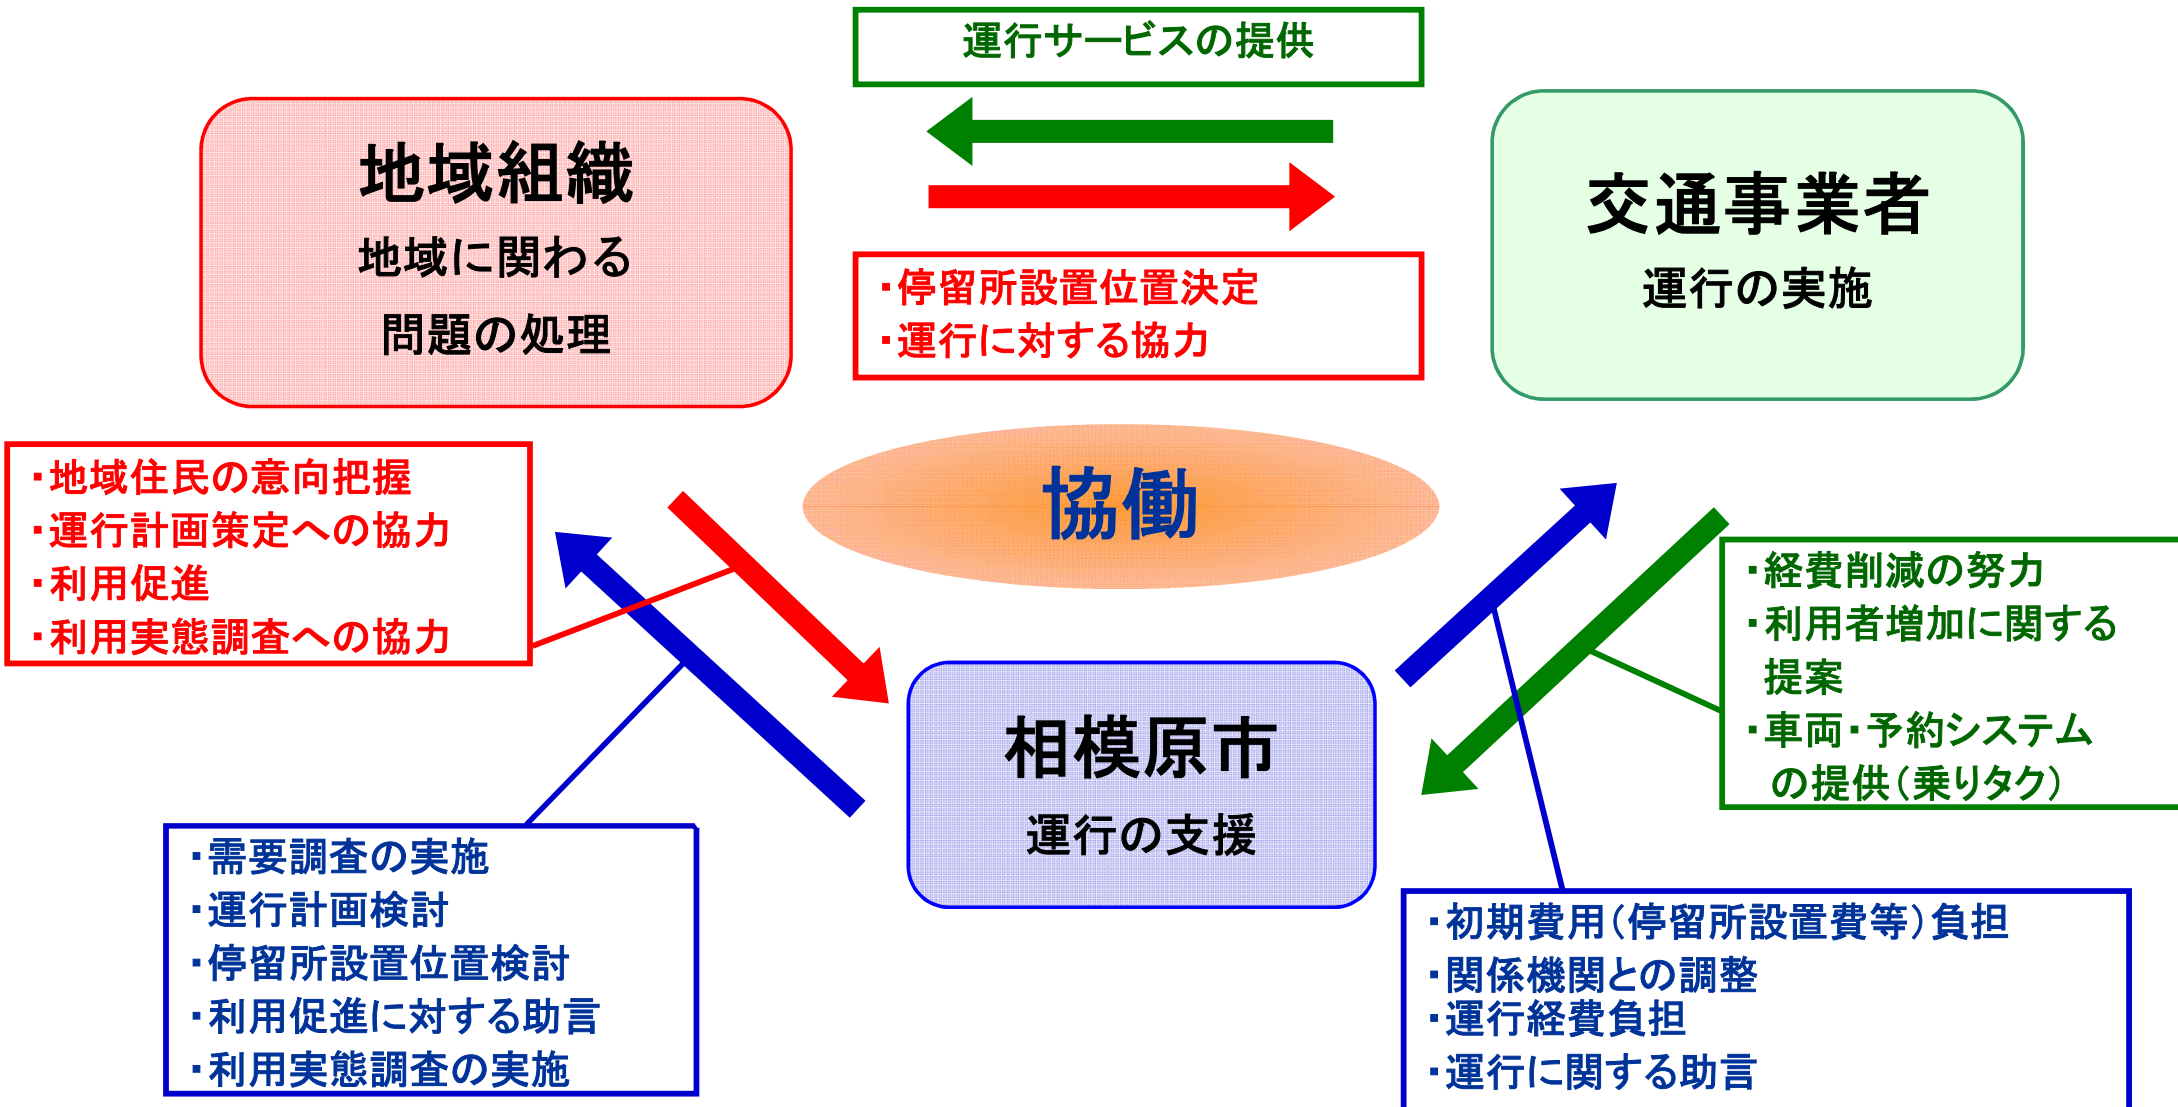 運行サービスの提供
地域組織
地域に関わる
問題の処理
交通事業者
運行の実施
・停留所設置位置決定
・運行に対する協力
協働
・地域住民の意向把握
・運行計画策定への協力
・利用促進
・利用実態調査への協力
・経費削減の努力
・利用者増加に関する
提案
・車両・予約システム
の提供（乗りタク）
相模原市
運行の支援
・需要調査の実施
・運行計画検討
・停留所設置位置検討
・利用促進に対する助言
・利用実態調査の実施
・初期費用（停留所設置費等）負担
・関係機関との調整
・運行経費負担
・運行に関する助言